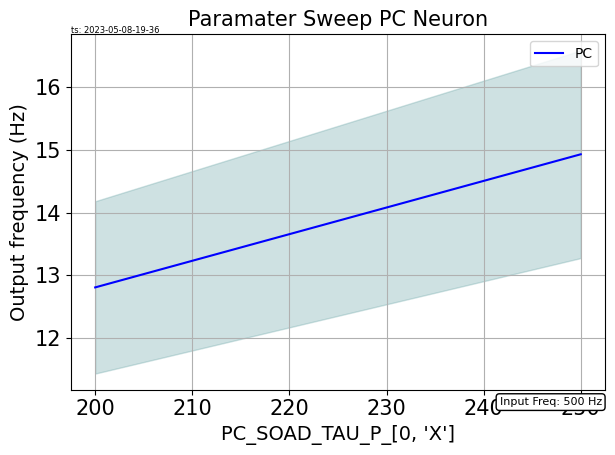 Paramater Sweep PC Neuron
ts: 2023-05-08-19-36
PC
Output frequency (Hz)
16
15
14
13
12
200 210 220 230 240 250
Input Freq: 500 Hz
PC_SOAD_TAU_P_[0, 'X']